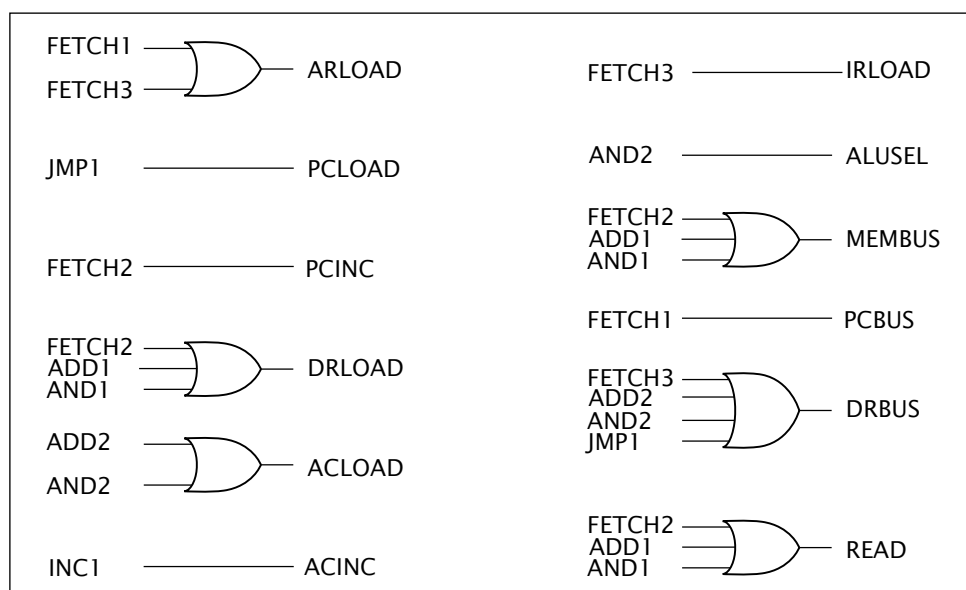 FETCH1
FETCH3
ARLOAD
JMP1
PCLOAD
FETCH2
PCINC
FETCH2
ADD1
AND1
DRLOAD
ADD2
AND2
ACLOAD
INC1
ACINC
FETCH3
IRLOAD
AND2
ALUSEL
FETCH2
ADD1
AND1
MEMBUS
FETCH1
PCBUS
FETCH3
ADD2
AND2
JMP1
DRBUS
FETCH2
ADD1
AND1
READ